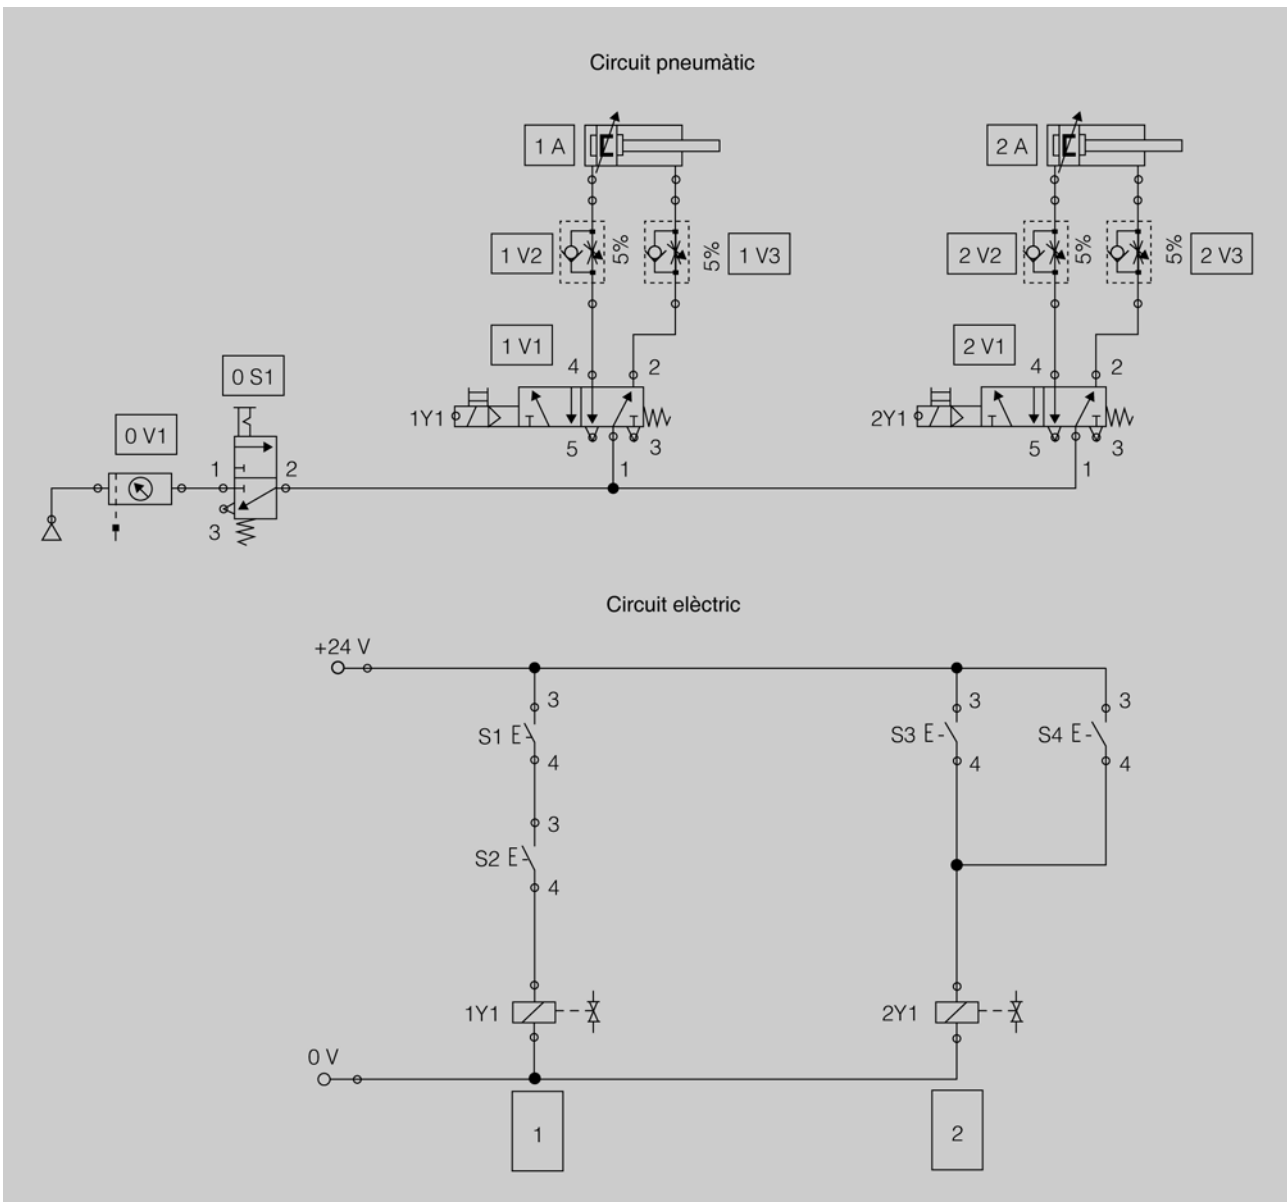 Circuit pneumàtic
1 A
2 A
1 V2
5%
5%
1 V3
2 V2
5%
5%
2 V3
1 V1
4
2
2 V1
4
2
0 S1
1Y1
2Y1
0 V1
5
3
5
3
1
2
1
1
3
Circuit elèctric
+24 V
3
3
3
S1
S3
S4
4
4
4
3
S2
4
1Y1
2Y1
0 V
1
2